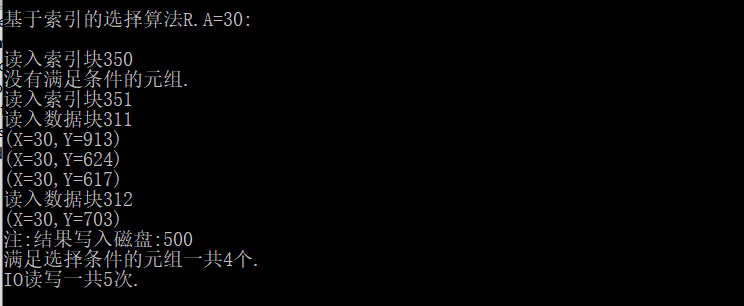 基于索引的选择算法R.A=30:
读入索引块350
没有满足条件的元组.
读入索引块351
读入数据块311
(X=30,Y=913)
(X=30,Y=624)
(X=30,Y=617)
读入数据块312
(X=30,Y=703)
注:结果写入磁盘:500
满足选择条件的元组一共4个.
IO读写一共5次.